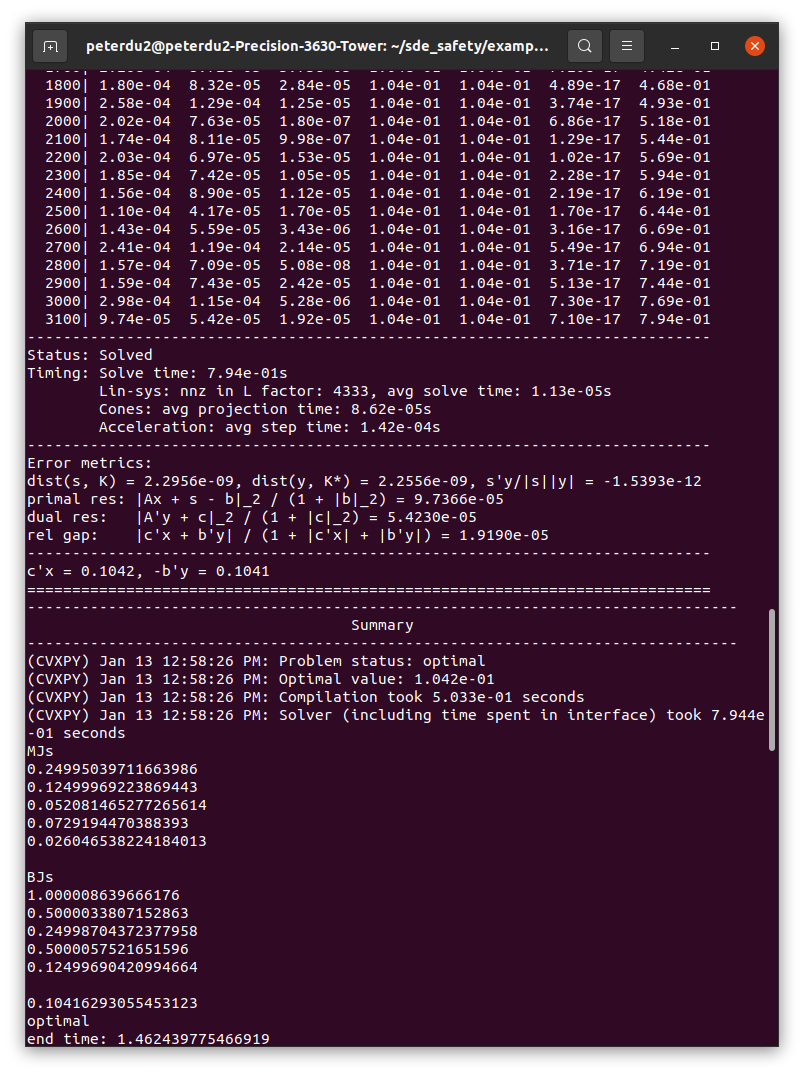 peterdu2@peterdu2-Precision-3630-Tower: ~/sde_safety/examp...
1800| 1.80e-04 8.32e-05 2.84e-05 1.04e-01 1.04e-01 4.89e-17 4.68e-01
1900| 2.58e-04 1.29e-04 1.25e-05 1.04e-01 1.04e-01 3.74e-17 4.93e-01
2000| 2.02e-04 7.63e-05 1.80e-07 1.04e-01 1.04e-01 6.86e-17 5.18e-01
2100| 1.74e-04 8.11e-05 9.98e-07 1.04e-01 1.04e-01 1.29e-17 5.44e-01
2200| 2.03e-04 6.97e-05 1.53e-05 1.04e-01 1.04e-01 1.02e-17 5.69e-01
2300| 1.85e-04 7.42e-05 1.05e-05 1.04e-01 1.04e-01 2.28e-17 5.94e-01
2400| 1.56e-04 8.90e-05 1.12e-05 1.04e-01 1.04e-01 2.19e-17 6.19e-01
2500| 1.10e-04 4.17e-05 1.70e-05 1.04e-01 1.04e-01 1.70e-17 6.44e-01
2600| 1.43e-04 5.59e-05 3.43e-06 1.04e-01 1.04e-01 3.16e-17 6.69e-01
2700| 2.41e-04 1.19e-04 2.14e-05 1.04e-01 1.04e-01 5.49e-17 6.94e-01
2800| 1.57e-04 7.09e-05 5.08e-08 1.04e-01 1.04e-01 3.71e-17 7.19e-01
2900| 1.59e-04 7.43e-05 2.42e-05 1.04e-01 1.04e-01 5.13e-17 7.44e-01
3000| 2.98e-04 1.15e-04 5.28e-06 1.04e-01 1.04e-01 7.30e-17 7.69e-01
3100| 9.74e-05 5.42e-05 1.92e-05 1.04e-01 1.04e-01 7.10e-17 7.94e-01
----------------------------------------------------------------------------
Status: Solved
Timing: Solve time: 7.94e-01s
Lin-sys: nnz in L factor: 4333, avg solve time: 1.13e-05s
Cones: avg projection time: 8.62e-05s
Acceleration: avg step time: 1.42e-04s
----------------------------------------------------------------------------
Error metrics:
dist(s, K) = 2.2956e-09, dist(y, K*) = 2.2556e-09, s'y/|s||y| = -1.5393e-12
primal res: |Ax + s - b|_2 / (1 + |b|_2) = 9.7366e-05
dual res: |A'y + c|_2 / (1 + |c|_2) = 5.4230e-05
rel gap: |c'x + b'y| / (1 + |c'x| + |b'y|) = 1.9190e-05
----------------------------------------------------------------------------
c'x = 0.1042, -b'y = 0.1041
============================================================================
-------------------------------------------------------------------------------
Summary
-------------------------------------------------------------------------------
(CVXPY) Jan 13 12:58:26 PM: Problem status: optimal
(CVXPY) Jan 13 12:58:26 PM: Optimal value: 1.042e-01
(CVXPY) Jan 13 12:58:26 PM: Compilation took 5.033e-01 seconds
(CVXPY) Jan 13 12:58:26 PM: Solver (including time spent in interface) took 7.944e
-01 seconds
MJs
0.24995039711663986
0.12499969223869443
0.052081465277265614
0.0729194470388393
0.026046538224184013
BJs
1.000008639666176
0.5000033807152863
0.24998704372377958
0.5000057521651596
0.12499690420994664
0.10416293055453123
optimal
end time: 1.462439775466919